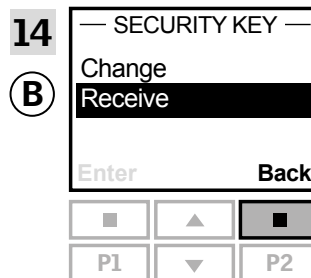 14
— SECURITY KEY —
B
Change
Receive
Enter Back
P1 P2